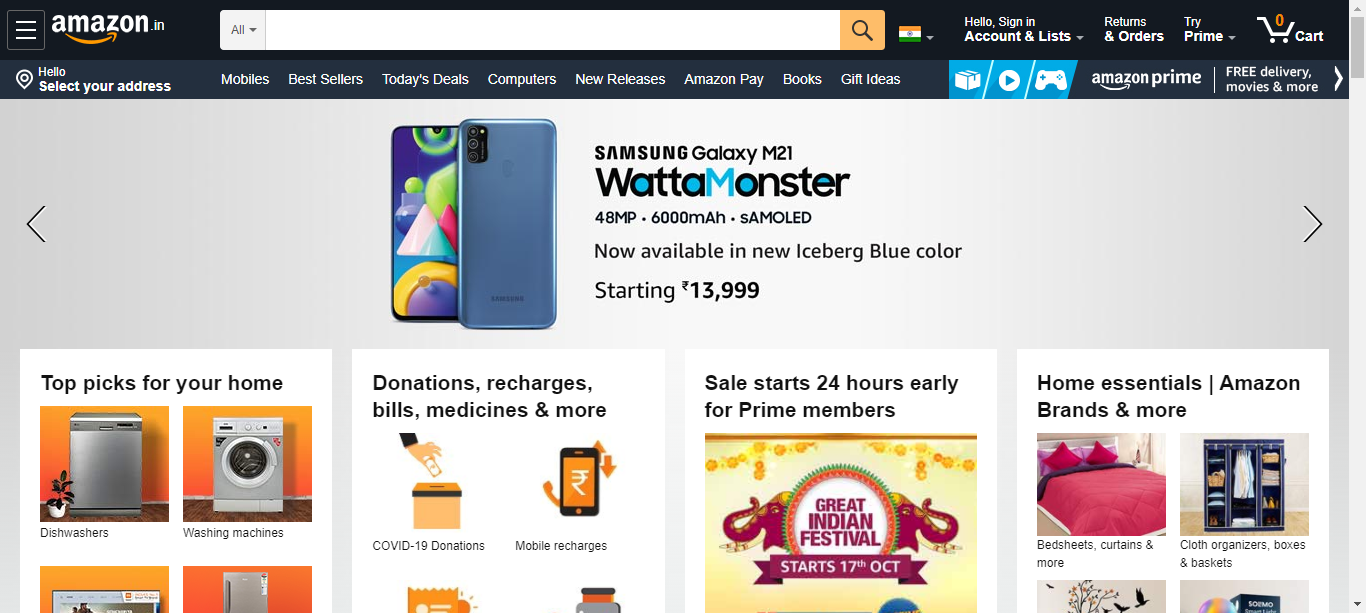 amazon.in
All
Hello, Sign in
Account & Lists
Returns
& Orders
Try
Prime
0
Cart
Hello
Select your address
Mobiles
Best Sellers
Today's Deals
Computers
New Releases
Amazon Pay
Books
Gift Ideas
amazon prime
FREE delivery,
movies & more
SAMSUNG Galaxy M21
WattaMonster
48MP • 6000mAh • sAMOLED
Now available in new Iceberg Blue color
Starting ₹13,999
SAMSUNG
Top picks for your home
Dishwashers
Washing machines
Donations, recharges,
bills, medicines & more
₹
COVID-19 Donations
Mobile recharges
Sale starts 24 hours early
for Prime members
GREAT
INDIAN
FESTIVAL
STARTS 17th OCT
Home essentials | Amazon
Brands & more
Bedsheets, curtains &
more
Cloth organizers, boxes
& baskets
SOEMO